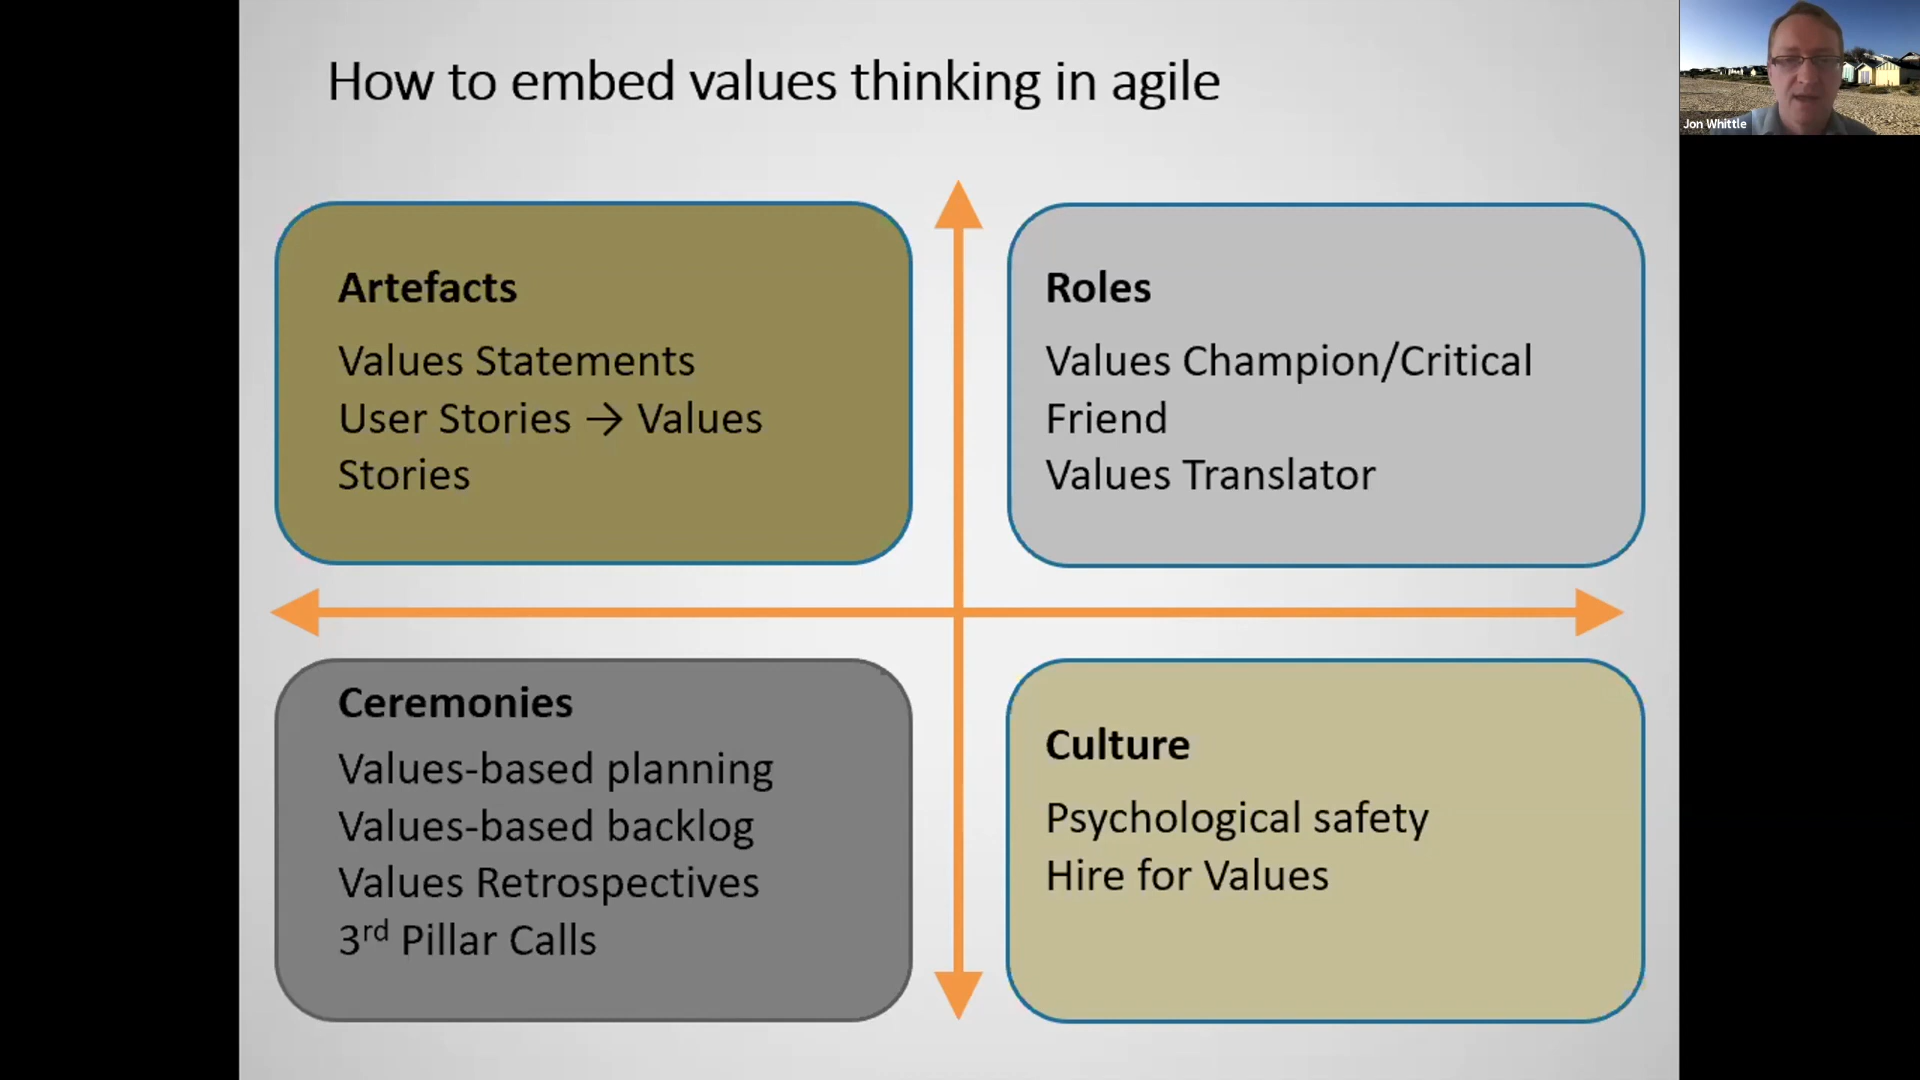 How to embed values thinking in agile
Jon Whittle
Artefacts
Values Statements
User Stories → Values
Stories
Roles
Values Champion/Critical
Friend
Values Translator
Ceremonies
Values-based planning
Values-based backlog
Values Retrospectives
3rd Pillar Calls
Culture
Psychological safety
Hire for Values